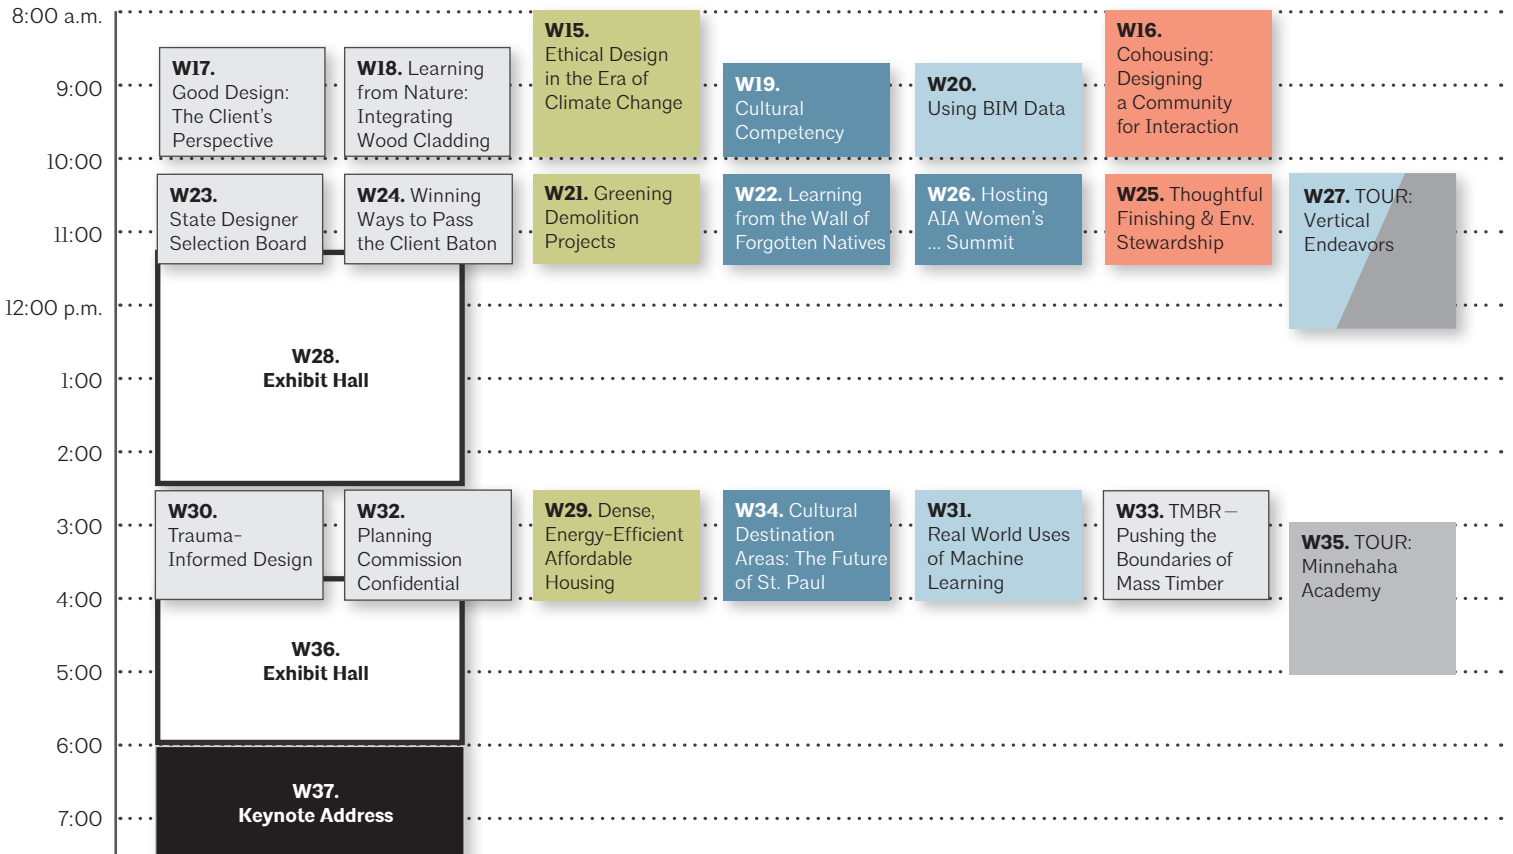 8:00 a.m.
9:00
10:00
11:00
12:00 p.m.
1:00
2:00
3:00
4:00
5:00
6:00
7:00
W17.
Good Design:
The Client’s
Perspective
W18. Learning
from Nature:
Integrating
Wood Cladding
W15.
Ethical Design
in the Era of
Climate Change
W19.
Cultural
Competency
W20.
Using BIM Data
W16.
Cohousing:
Designing
a Community
for Interaction
W23.
State Designer
Selection Board
W24. Winning
Ways to Pass
the Client Baton
W21. Greening
Demolition
Projects
W22. Learning
from the Wall of
Forgotten Natives
W26. Hosting
AIA Women’s
... Summit
W25. Thoughtful
Finishing & Env.
Stewardship
W27. TOUR:
Vertical
Endeavors
W28.
Exhibit Hall
W30.
Trauma-
Informed Design
W32.
Planning
Commission
Confidential
W29. Dense,
Energy-Efficient
Affordable
Housing
W34. Cultural
Destination
Areas: The Future
of St. Paul
W31.
Real World Uses
of Machine
Learning
W33. TMBR—
Pushing the
Boundaries of
Mass Timber
W35. TOUR:
Minnehaha
Academy
W36.
Exhibit Hall
W37.
Keynote Address